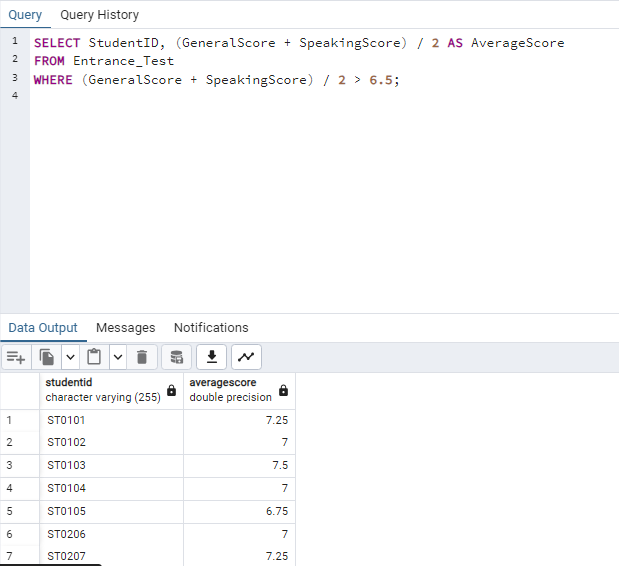 Query Query History
1 SELECT StudentID, (GeneralScore + SpeakingScore) / 2 AS AverageScore
2 FROM Entrance_Test
3 WHERE (GeneralScore + SpeakingScore) / 2 > 6.5;
4
Data Output Messages Notifications
studentid averagescore
character varying (255) double precision
1 ST0101 7.25
2 ST0102 7
3 ST0103 7.5
4 ST0104 7
5 ST0105 6.75
6 ST0206 7
7 ST0207 7.25